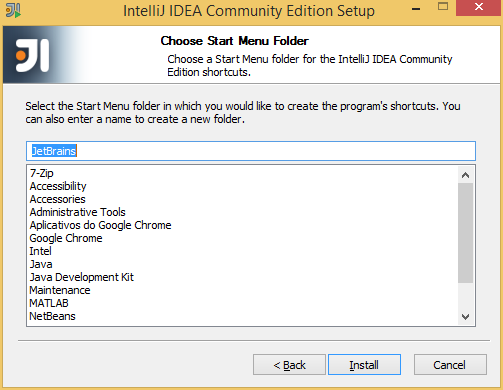 IntelliJ IDEA Community Edition Setup
Choose Start Menu Folder
Choose a Start Menu folder for the IntelliJ IDEA Community
Edition shortcuts.
Select the Start Menu folder in which you would like to create the program's shortcuts. You
can also enter a name to create a new folder.
JetBrains
7-Zip
Accessibility
Accessories
Administrative Tools
Aplicativos do Google Chrome
Google Chrome
Intel
Java
Java Development Kit
Maintenance
MATLAB
NetBeans
< Back
Install
Cancel